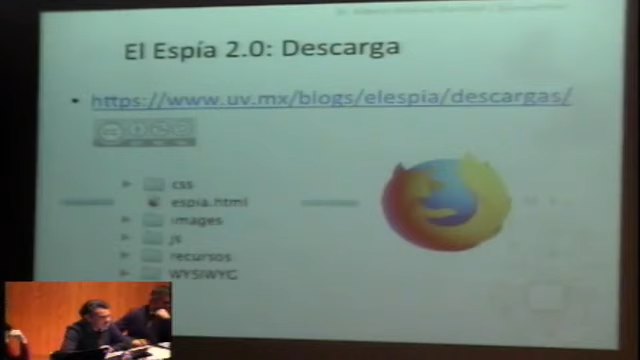 El Espía 2.0: Descarga
• https://www.uv.mx/blogs/elespia/descargas/
css
espia.html
images
js
recursos
WYSIWYG